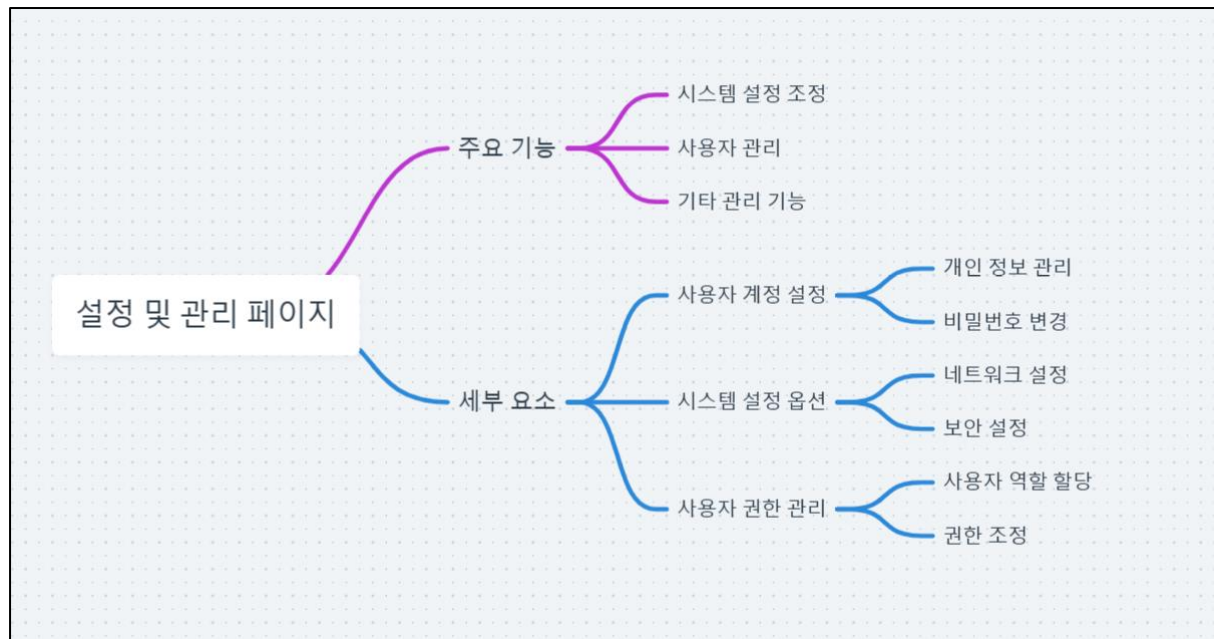 설정 및 관리 페이지
주요 기능
시스템 설정 조정
사용자 관리
기타 관리 기능
세부 요소
사용자 계정 설정
개인 정보 관리
비밀번호 변경
시스템 설정 옵션
네트워크 설정
보안 설정
사용자 권한 관리
사용자 역할 할당
권한 조정